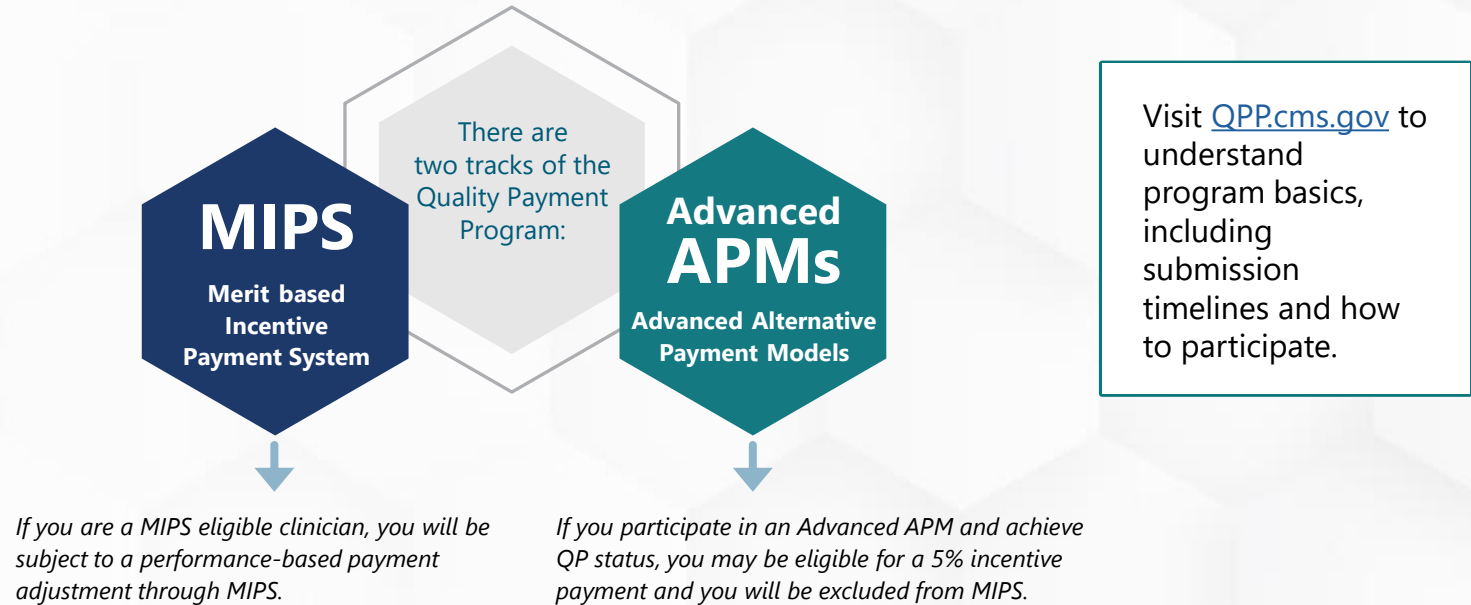 There are
two tracks of the
Quality Payment
Program:
MIPS
Merit based
Incentive
Payment System
Advanced
APMs
Advanced Alternative
Payment Models
If you are a MIPS eligible clinician, you will be
subject to a performance-based payment
adjustment through MIPS.
If you participate in an Advanced APM and achieve
QP status, you may be eligible for a 5% incentive
payment and you will be excluded from MIPS.
Visit QPP.cms.gov to
understand
program basics,
including
submission
timelines and how
to participate.